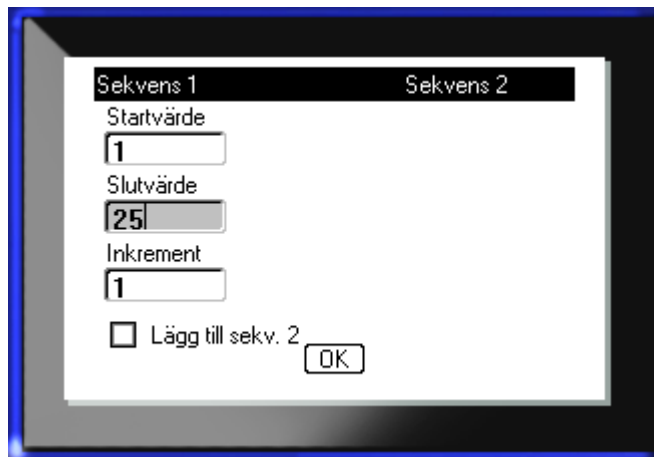 Sekvens 1 Sekvens 2
Startvärde
1
Slutvärde
25
Inkrement
1
Lägg till sekv. 2
OK